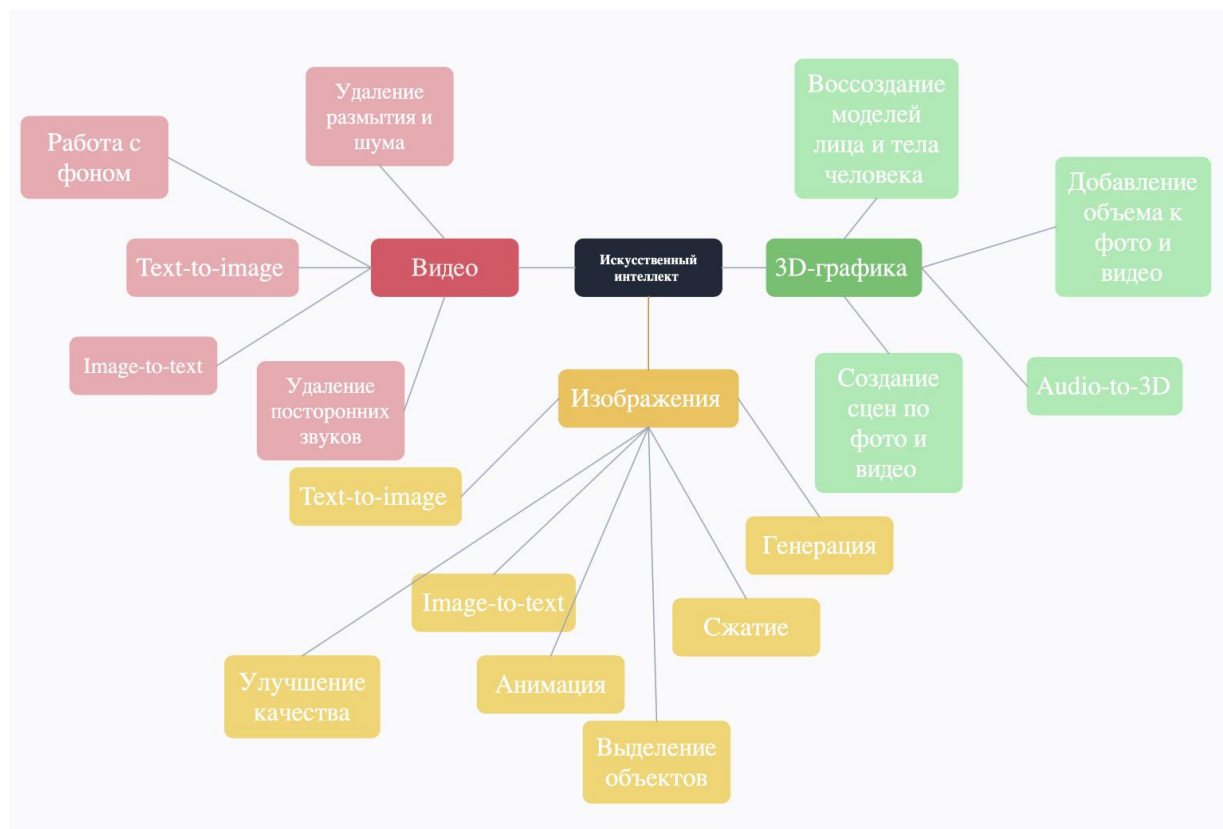 Удаление
размытия и
шума
Работа с
фоном
Text-to-image
Image-to-text
Удаление
посторонних
звуков
Видео
Искусственный
интеллект
3D-графика
Воссоздание
моделей
лица и тела
человека
Добавление
объема к
фото и
видео
Audio-to-3D
Создание
сцен по
фото и
видео
Изображения
Text-to-image
Image-to-text
Улучшение
качества
Анимация
Выделение
объектов
Сжатие
Генерация